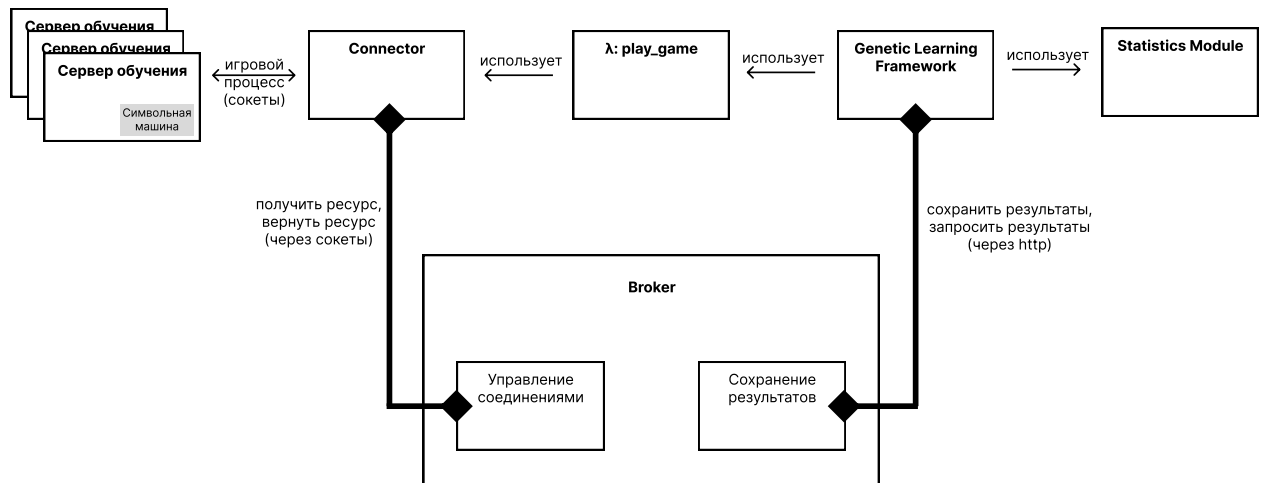 Сервер обучения
Сервер обучения
Сервер обучения
Символьная
машина
игровой
процесс
(сокеты)
Connector
использует
λ: play_game
использует
Genetic Learning
Framework
использует
Statistics Module
получить ресурс,
вернуть ресурс
(через сокеты)
сохранить результаты,
запросить результаты
(через http)
Broker
Управление
соединениями
Сохранение
результатов